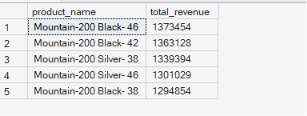 product_name total_revenue
1 Mountain-200 Black- 46 1373454
2 Mountain-200 Black- 42 1363128
3 Mountain-200 Silver- 38 1339394
4 Mountain-200 Silver- 46 1301029
5 Mountain-200 Black- 38 1294854